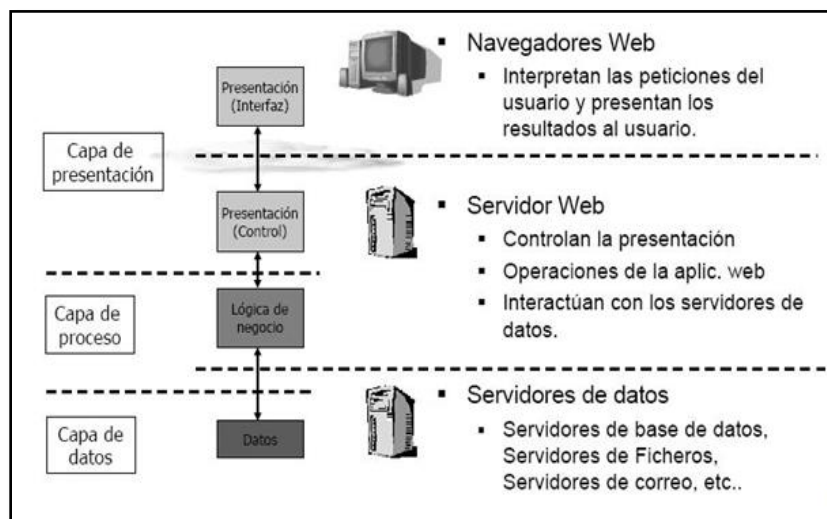 Capa de
presentación
Capa de
proceso
Capa de
datos
Presentación
(Interfaz)
Presentación
(Control)
Lógica de
negocio
Datos
▪ Navegadores Web
▪ Interpretan las peticiones del
usuario y presentan los
resultados al usuario.
▪ Servidor Web
▪ Controlan la presentación
▪ Operaciones de la aplic. web
▪ Interactúan con los servidores de
datos.
▪ Servidores de datos
▪ Servidores de base de datos,
Servidores de Ficheros,
Servidores de correo, etc..